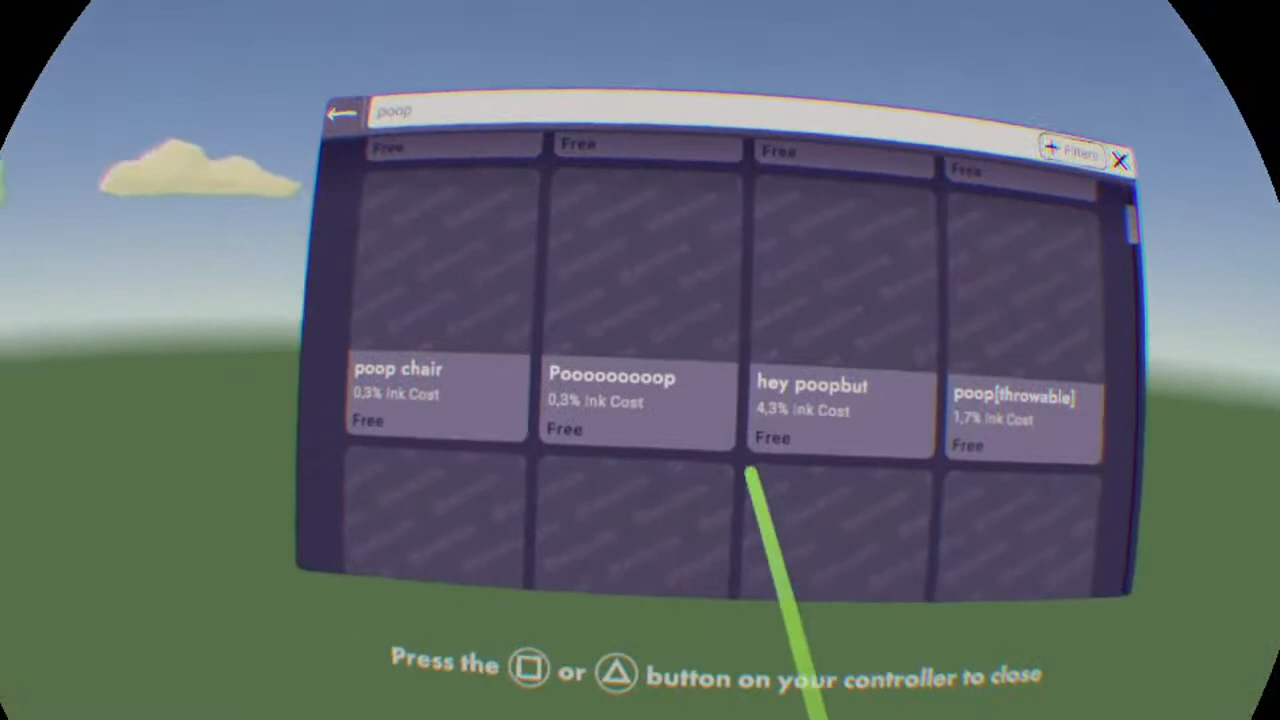 poop
+ Filters X
Free
Free
Free
Free
poop chair
0,3% Ink Cost
Free
Pooooooooop
0,3% Ink Cost
Free
hey poopbut
4,3% Ink Cost
Free
poop[throwable]
1,7% Ink Cost
Free
Press the or button on your controller to close